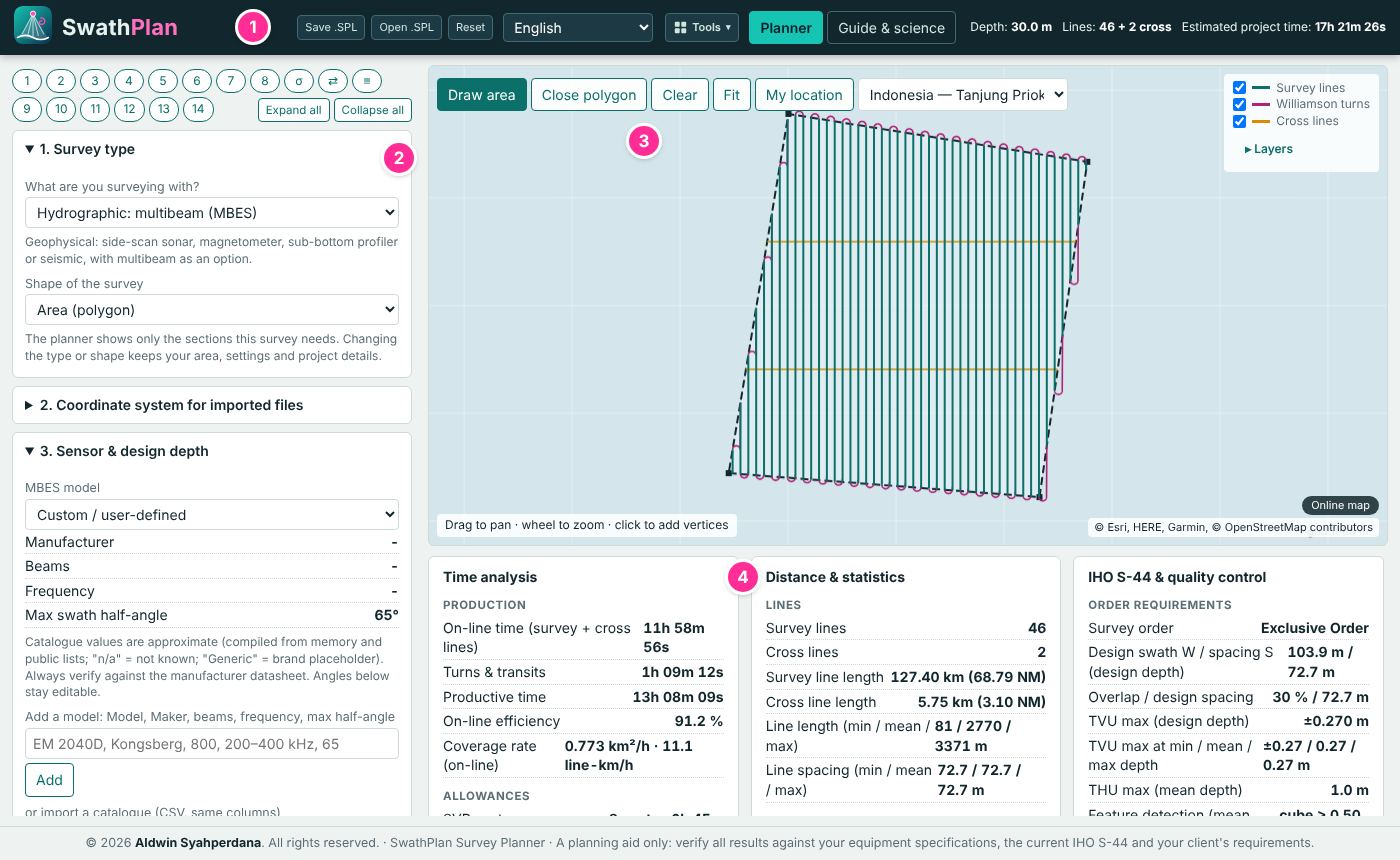 SwathPlan
1
Save .SPL
Open .SPL
Reset
English
Tools ▾
Planner
Guide & science
Depth: 30.0 m
Lines: 46 + 2 cross
Estimated project time: 17h 21m 26s
1 2 3 4 5 6 7 8 σ ⇄ ≡
9 10 11 12 13 14
Expand all
Collapse all
▼ 1. Survey type
2
What are you surveying with?
Hydrographic: multibeam (MBES)
Geophysical: side-scan sonar, magnetometer, sub-bottom profiler
or seismic, with multibeam as an option.
Shape of the survey
Area (polygon)
The planner shows only the sections this survey needs. Changing
the type or shape keeps your area, settings and project details.
▶ 2. Coordinate system for imported files
▼ 3. Sensor & design depth
MBES model
Custom / user-defined
Manufacturer -
Beams -
Frequency -
Max swath half-angle 65°
Catalogue values are approximate (compiled from memory and
public lists; "n/a" = not known; "Generic" = brand placeholder).
Always verify against the manufacturer datasheet. Angles below
stay editable.
Add a model: Model, Maker, beams, frequency, max half-angle
EM 2040D, Kongsberg, 800, 200–400 kHz, 65
Add
or import a catalogue (CSV, same columns)
Draw area
Close polygon
Clear
Fit
My location
Indonesia — Tanjung Priok
3
Survey lines
Williamson turns
Cross lines
▸ Layers
Drag to pan · wheel to zoom · click to add vertices
Online map
© Esri, HERE, Garmin, © OpenStreetMap contributors
Time analysis
PRODUCTION
On-line time (survey + cross 11h 58m
lines) 56s
Turns & transits 1h 09m 12s
Productive time 13h 08m 09s
On-line efficiency 91.2 %
Coverage rate 0.773 km²/h · 11.1
(on-line) line-km/h
ALLOWANCES
4
Distance & statistics
LINES
Survey lines 46
Cross lines 2
Survey line length 127.40 km (68.79 NM)
Cross line length 5.75 km (3.10 NM)
Line length (min / mean / 81 / 2770 /
max) 3371 m
Line spacing (min / mean 72.7 / 72.7 /
/ max) 72.7 m
IHO S-44 & quality control
ORDER REQUIREMENTS
Survey order Exclusive Order
Design swath W / spacing S 103.9 m /
(design depth) 72.7 m
Overlap / design spacing 30 % / 72.7 m
TVU max (design depth) ±0.270 m
TVU max at min / mean / ±0.27 / 0.27 /
max depth 0.27 m
THU max (mean depth) 1.0 m
Feature detection (mean cube ≥ 0.50
© 2026 Aldwin Syahperdana. All rights reserved. · SwathPlan Survey Planner · A planning aid only: verify all results against your equipment specifications, the current IHO S-44 and your client's requirements.